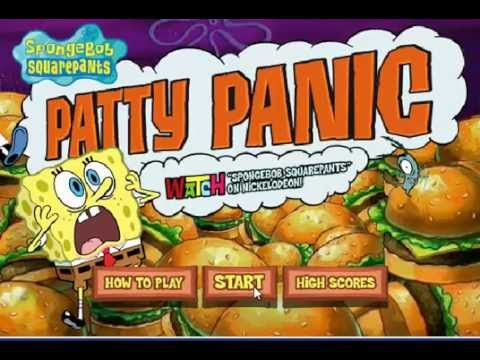 SpongeBob
SquarePants
PATTY PANIC
WATCH "SPONGEBOB SQUAREPANTS"
ON NICKELODEON!
HOW TO PLAY
START
HIGH SCORES